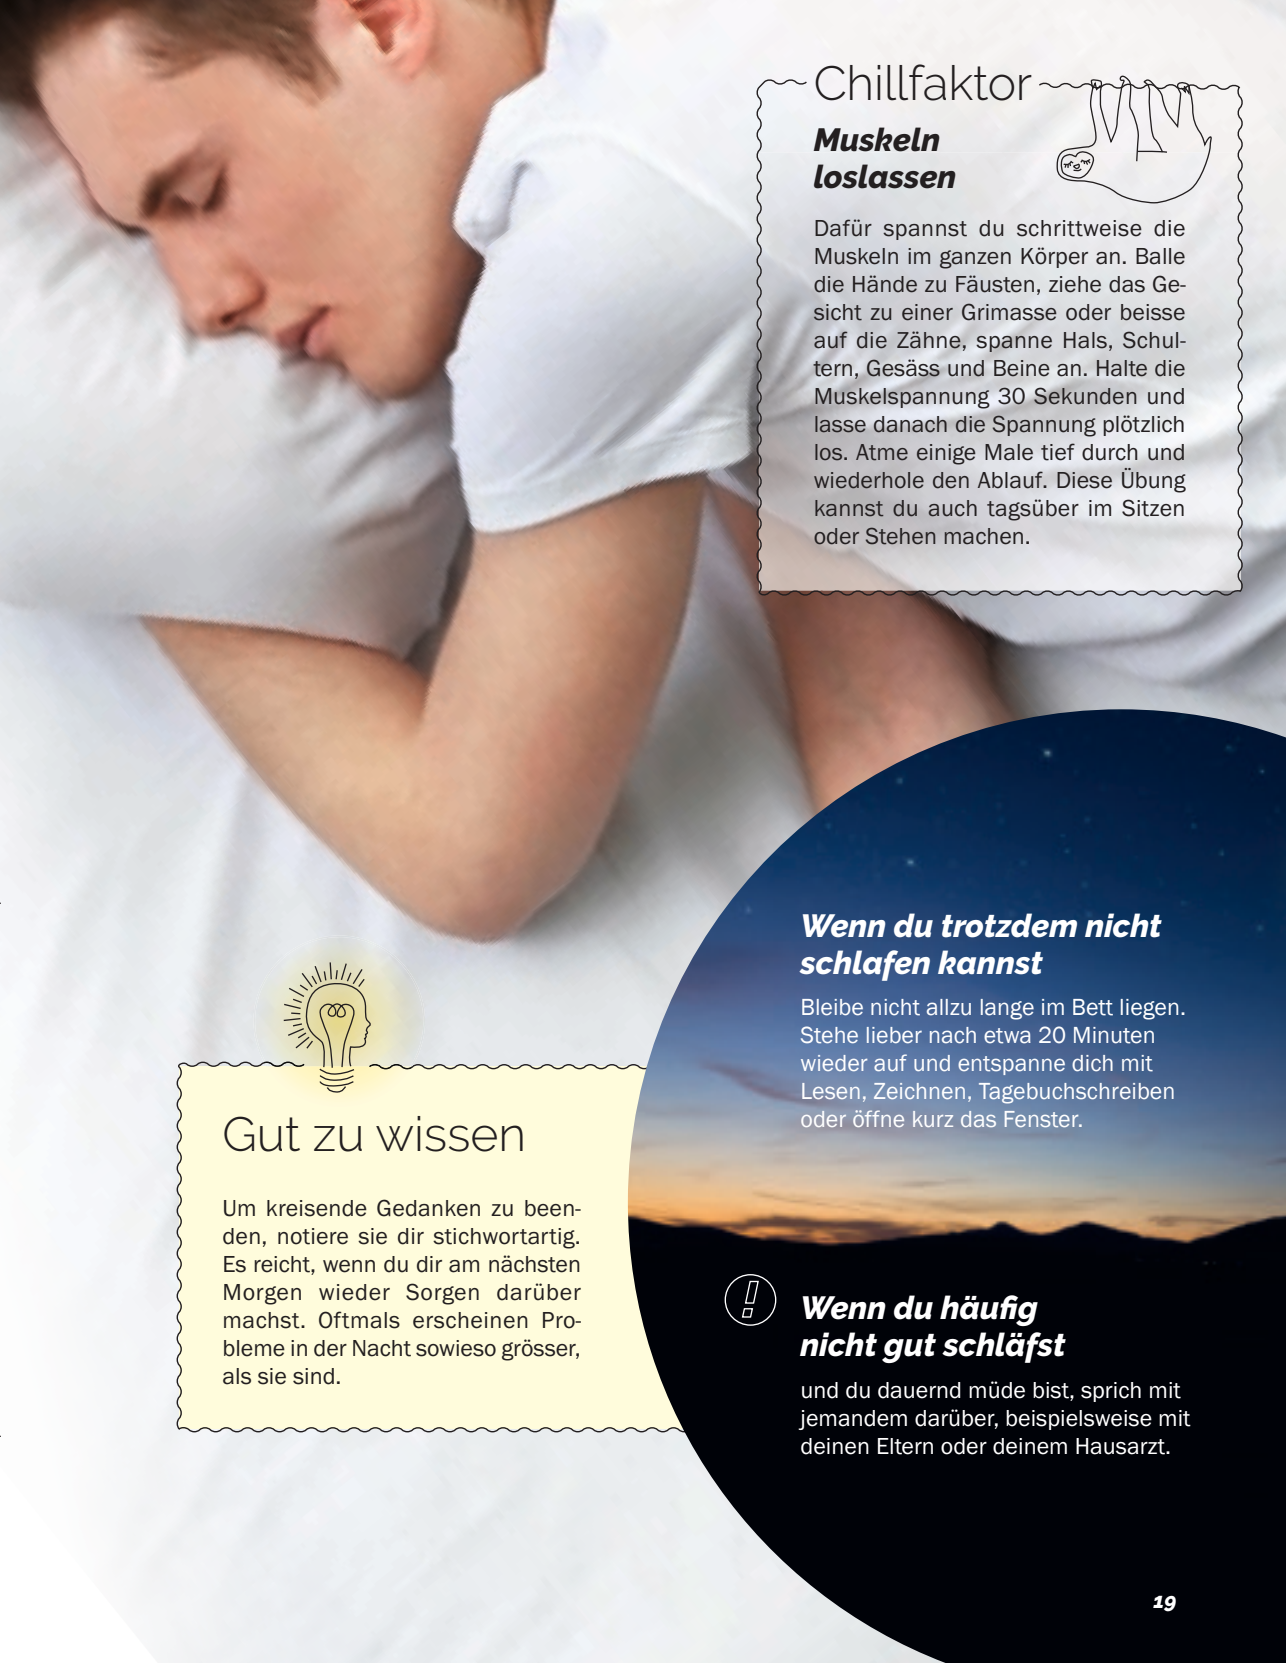 Chillfaktor
Muskeln
loslassen
Dafür spannst du schrittweise die
Muskeln im ganzen Körper an. Balle
die Hände zu Fäusten, ziehe das Ge-
sicht zu einer Grimasse oder beisse
auf die Zähne, spanne Hals, Schul-
tern, Gesäss und Beine an. Halte die
Muskelspannung 30 Sekunden und
lasse danach die Spannung plötzlich
los. Atme einige Male tief durch und
wiederhole den Ablauf. Diese Übung
kannst du auch tagsüber im Sitzen
oder Stehen machen.
Wenn du trotzdem nicht
schlafen kannst
Bleibe nicht allzu lange im Bett liegen.
Stehe lieber nach etwa 20 Minuten
wieder auf und entspanne dich mit
Lesen, Zeichnen, Tagebuchschreiben
oder öffne kurz das Fenster.
Gut zu wissen
Um kreisende Gedanken zu been-
den, notiere sie dir stichwortartig.
Es reicht, wenn du dir am nächsten
Morgen wieder Sorgen darüber
machst. Oftmals erscheinen Pro-
bleme in der Nacht sowieso grösser,
als sie sind.
!
Wenn du häufig
nicht gut schläfst
und du dauernd müde bist, sprich mit
jemandem darüber, beispielsweise mit
deinen Eltern oder deinem Hausarzt.
19